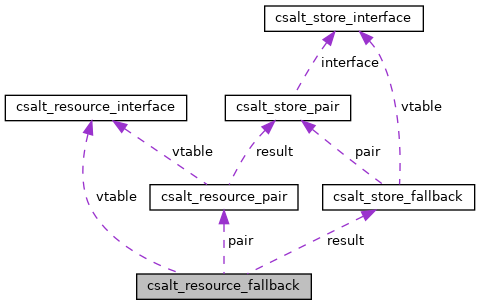 csalt_store_interface
interface
csalt_resource_interface
csalt_store_pair
vtable
vtable
result
pair
vtable
csalt_resource_pair
csalt_store_fallback
pair
result
csalt_resource_fallback